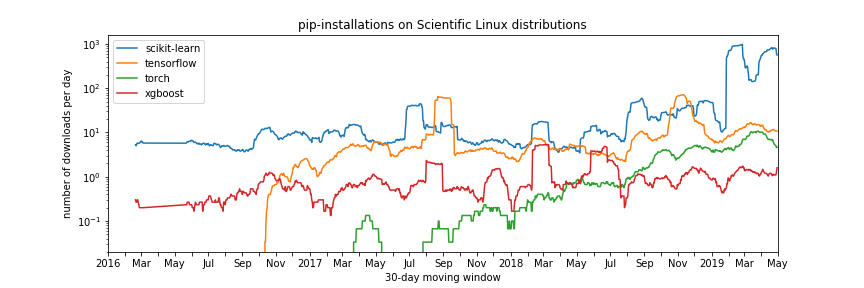 pip-installations on Scientific Linux distributions
number of downloads per day
10³
10²
10¹
10⁰
10⁻¹
scikit-learn
tensorflow
torch
xgboost
2016 Mar May Jul Sep Nov 2017 Mar May Jul Sep Nov 2018 Mar May Jul Sep Nov 2019 Mar May
30-day moving window